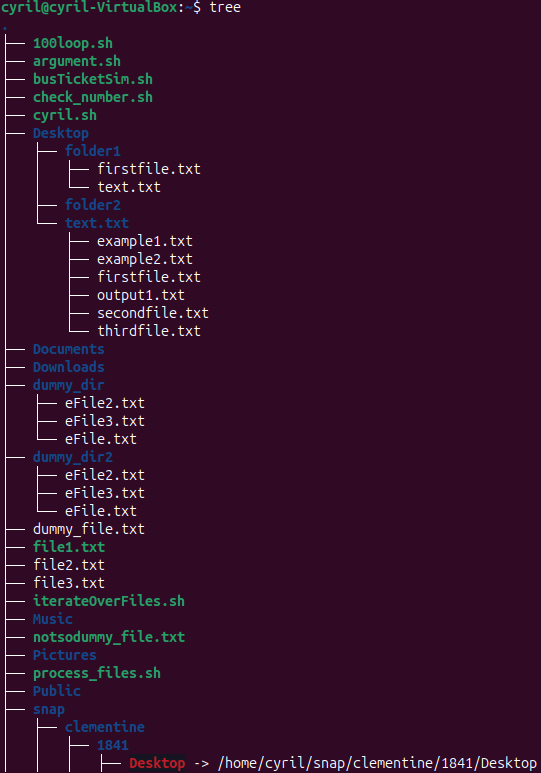 cyril@cyril-VirtualBox:~$ tree
.
├── 100loop.sh
├── argument.sh
├── busTicketSim.sh
├── check_number.sh
├── cyril.sh
├── Desktop
│   ├── folder1
│   │   ├── firstfile.txt
│   │   └── text.txt
│   ├── folder2
│   └── text.txt
│       ├── example1.txt
│       ├── example2.txt
│       ├── firstfile.txt
│       ├── output1.txt
│       ├── secondfile.txt
│       └── thirdfile.txt
├── Documents
├── Downloads
├── dummy_dir
│   ├── eFile2.txt
│   ├── eFile3.txt
│   └── eFile.txt
├── dummy_dir2
│   ├── eFile2.txt
│   ├── eFile3.txt
│   └── eFile.txt
├── dummy_file.txt
├── file1.txt
├── file2.txt
├── file3.txt
├── iterateOverFiles.sh
├── Music
├── notsodummy_file.txt
├── Pictures
├── process_files.sh
├── Public
├── snap
│   ├── clementine
│   │   ├── 1841
│   │   │   ├── Desktop -> /home/cyril/snap/clementine/1841/Desktop